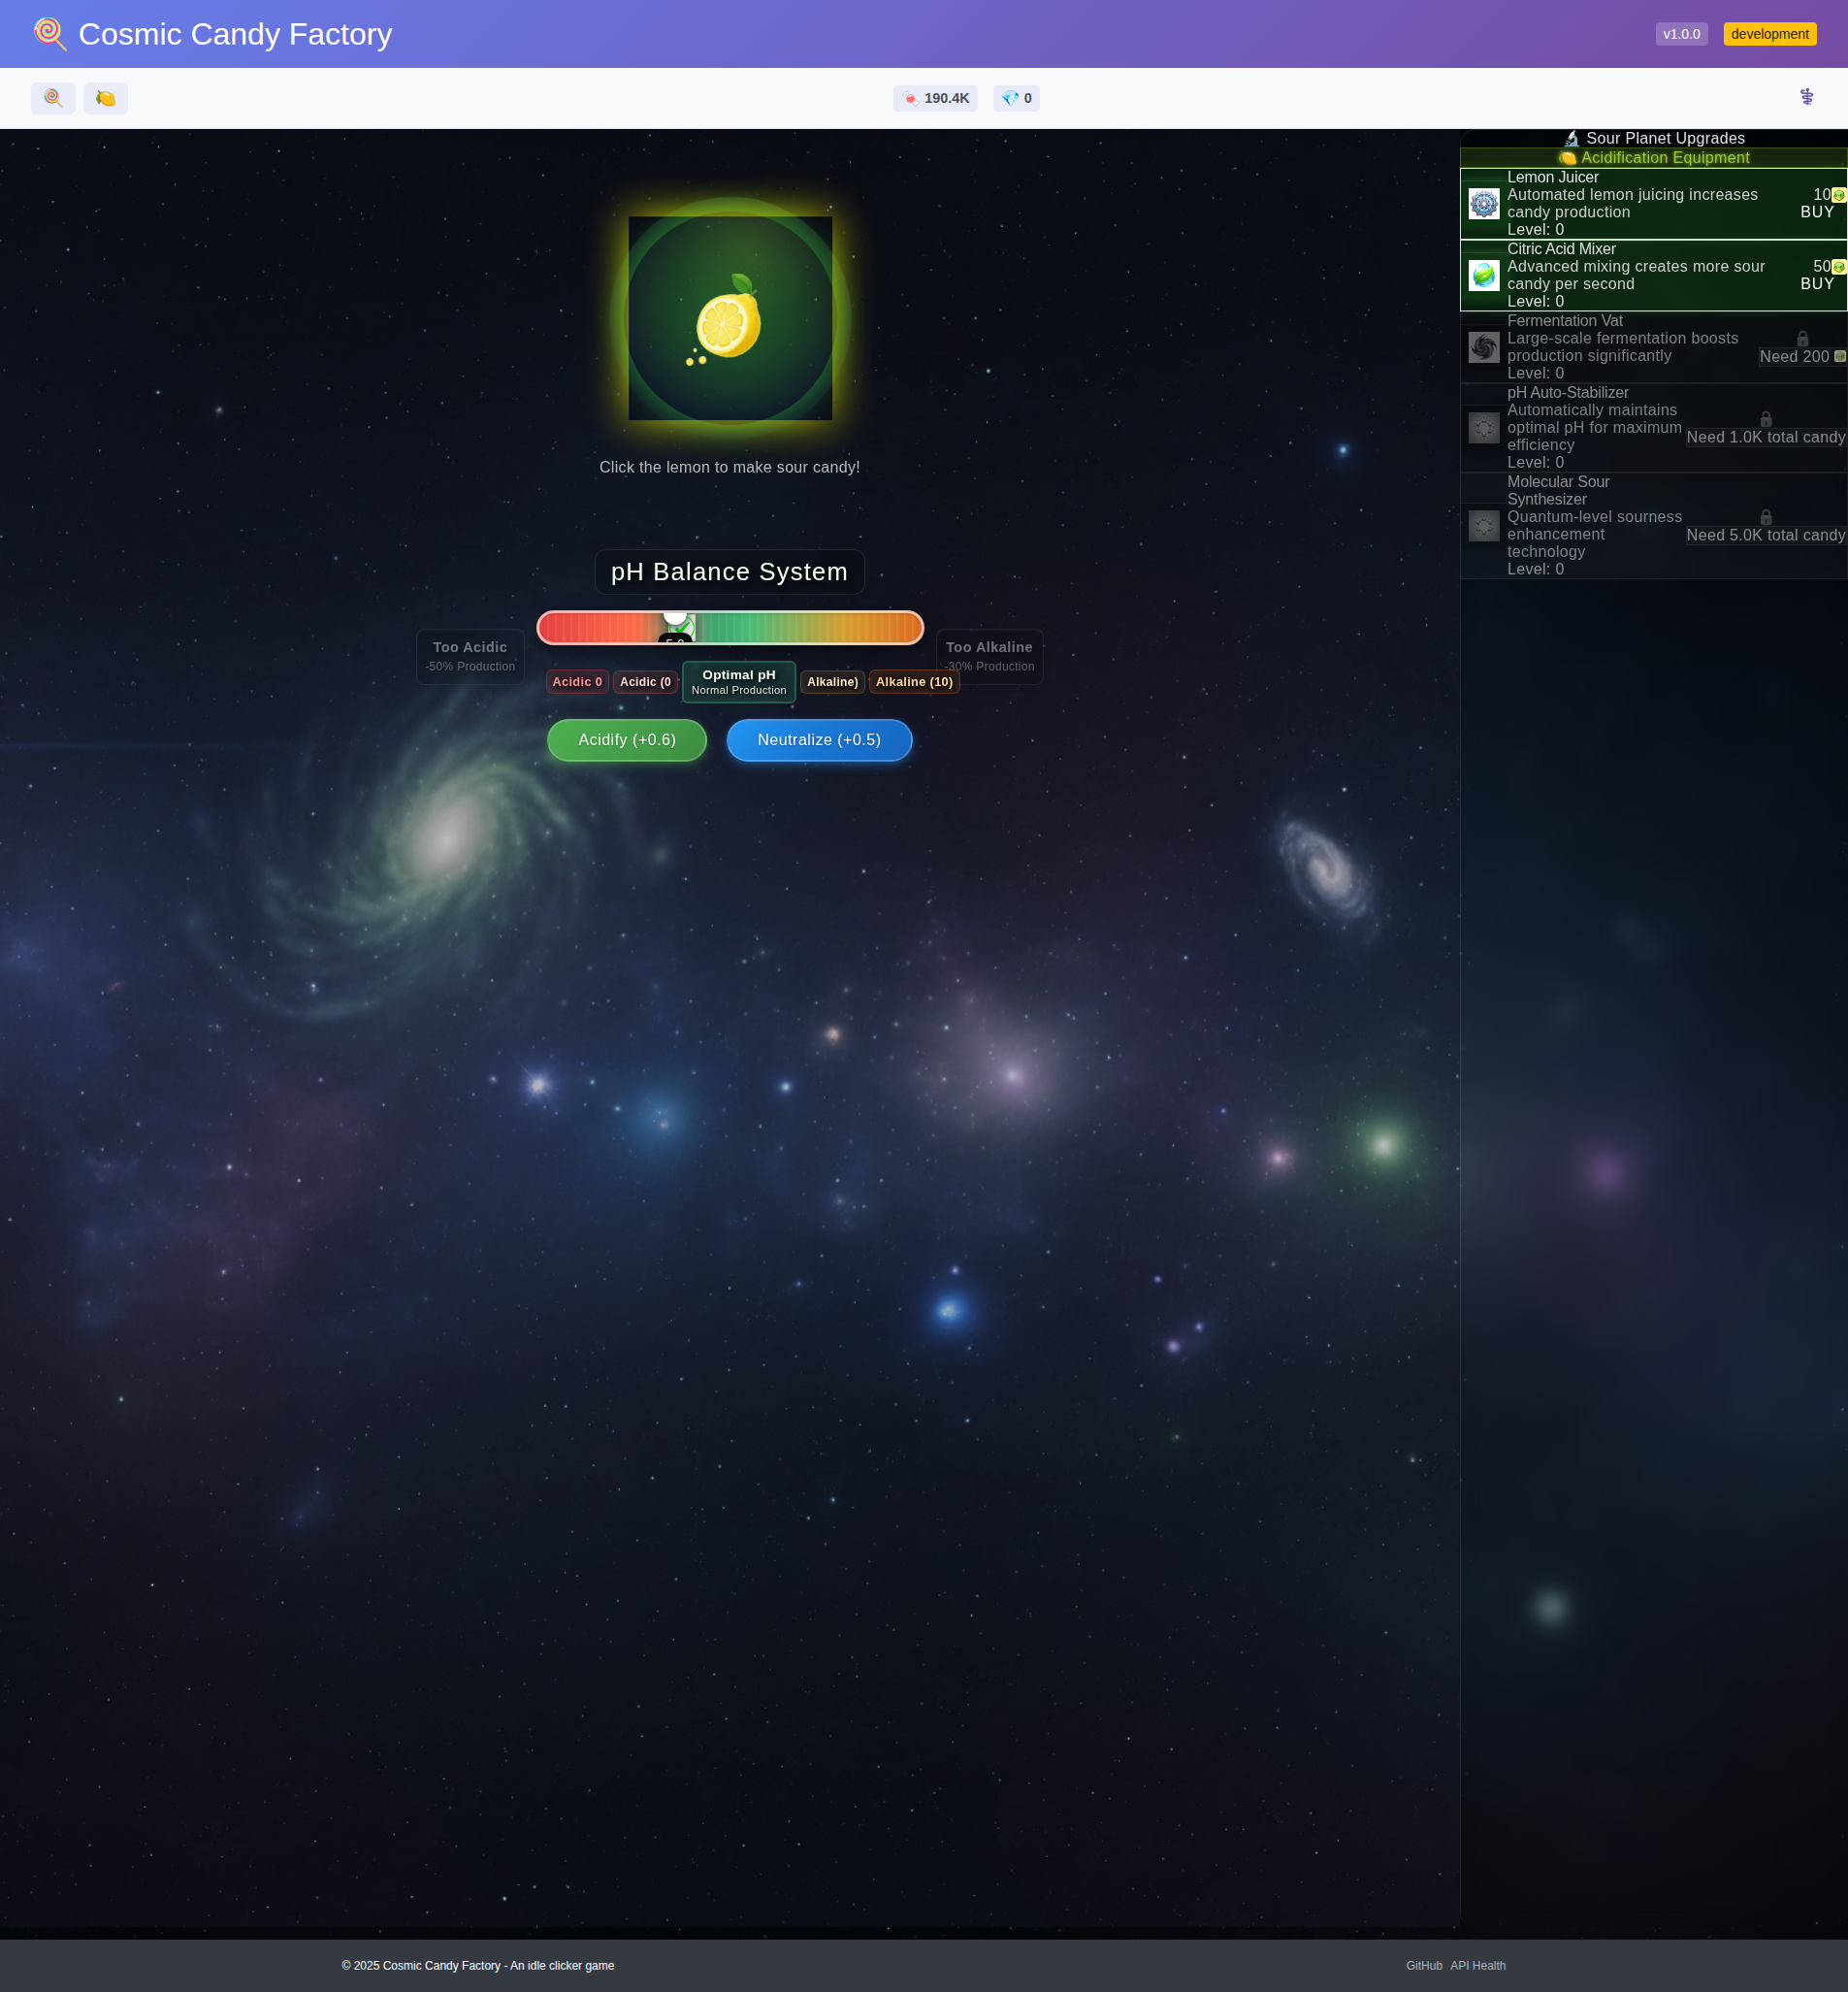 Cosmic Candy Factory
v1.0.0
development
190.4K
0
Click the lemon to make sour candy!
pH Balance System
Too Acidic
-50% Production
Too Alkaline
-30% Production
Acidic 0
Acidic (0
Optimal pH
Normal Production
Alkaline)
Alkaline (10)
Acidify (+0.6)
Neutralize (+0.5)
Sour Planet Upgrades
Acidification Equipment
Lemon Juicer
Automated lemon juicing increases
candy production
Level: 0
10
BUY
Citric Acid Mixer
Advanced mixing creates more sour
candy per second
Level: 0
50
BUY
Fermentation Vat
Large-scale fermentation boosts
production significantly
Level: 0
Need 200
pH Auto-Stabilizer
Automatically maintains
optimal pH for maximum
efficiency
Level: 0
Need 1.0K total candy
Molecular Sour
Synthesizer
Quantum-level sourness
enhancement
technology
Level: 0
Need 5.0K total candy
© 2025 Cosmic Candy Factory - An idle clicker game
GitHub API Health